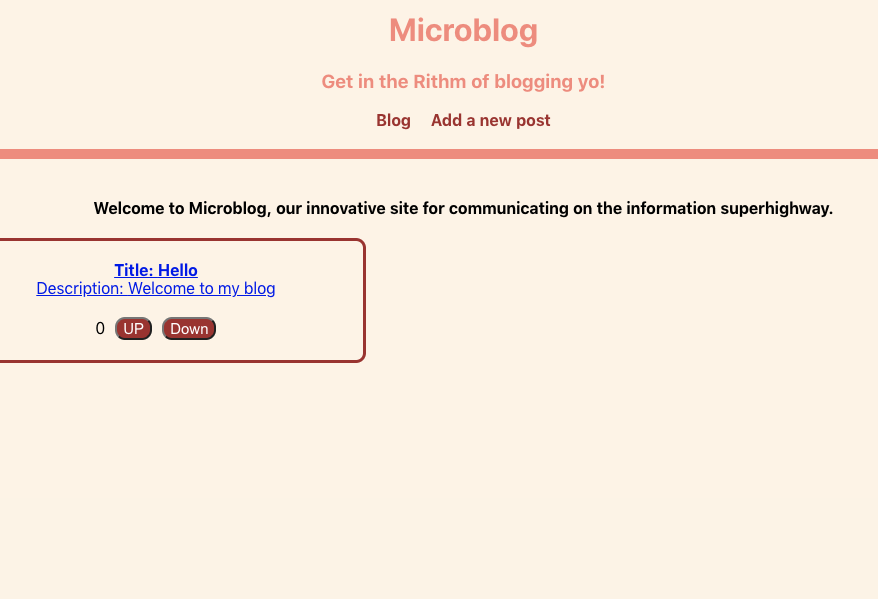 Microblog
Get in the Rithm of blogging yo!
Blog Add a new post
Welcome to Microblog, our innovative site for communicating on the information superhighway.
Title: Hello
Description: Welcome to my blog
0 UP Down